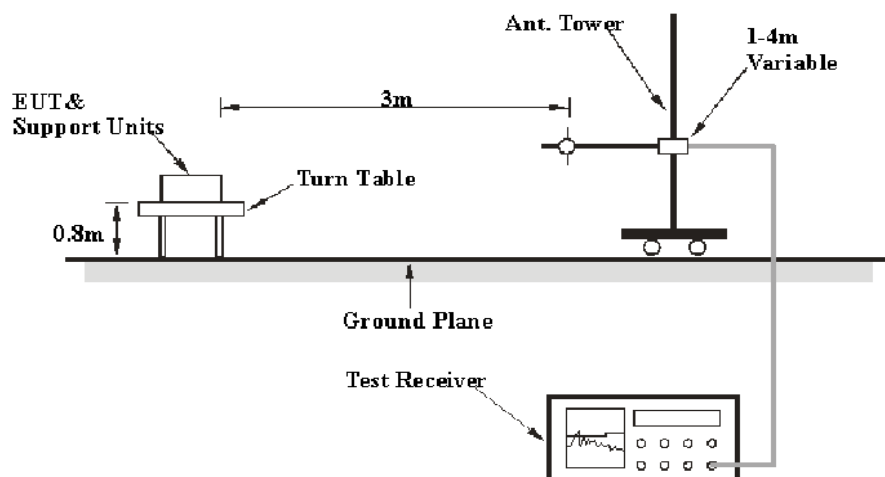 Ant. Tower
1-4m
Variable
3m
EUT &
Support Units
Turn Table
0.8m
Ground Plane
Test Receiver